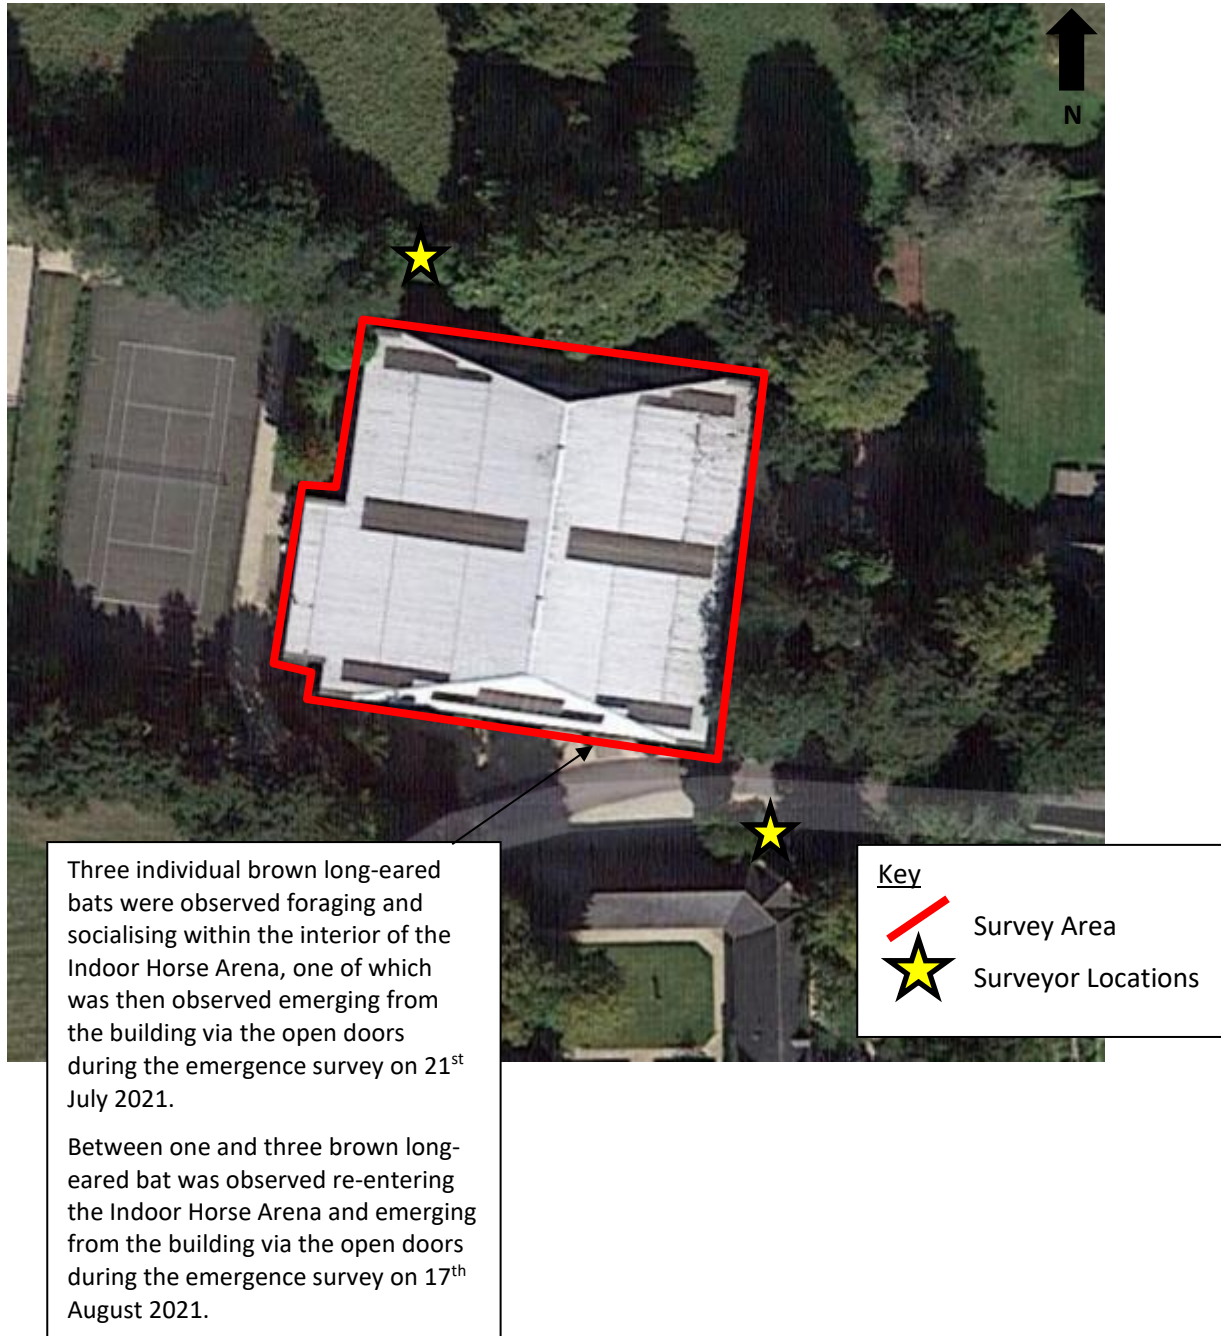 N
Three individual brown long-eared
bats were observed foraging and
socialising within the interior of the
Indoor Horse Arena, one of which
was then observed emerging from
the building via the open doors
during the emergence survey on 21st
July 2021.
Between one and three brown long-
eared bat was observed re-entering
the Indoor Horse Arena and emerging
from the building via the open doors
during the emergence survey on 17th
August 2021.
Key
Survey Area
Surveyor Locations